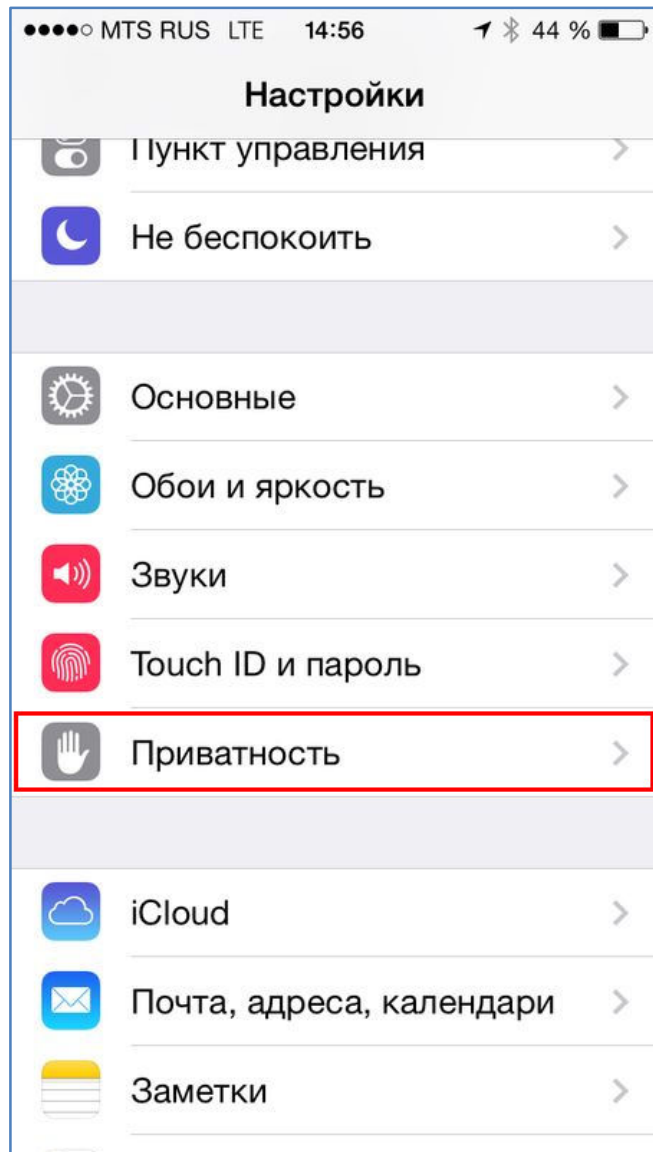 MTS RUS LTE 14:56 44 %
Настройки
Пункт управления
Не беспокоить
Основные
Обои и яркость
Звуки
Touch ID и пароль
Приватность
iCloud
Почта, адреса, календари
Заметки